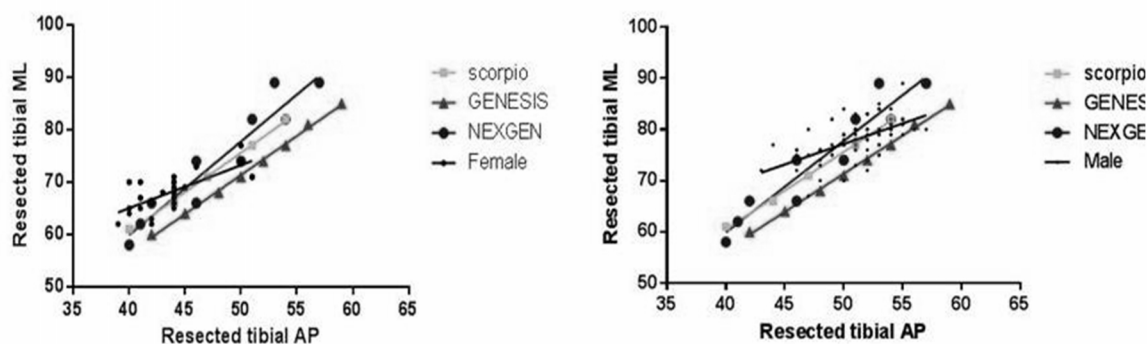 100
90
80
70
60
50
Resected tibial ML
35 40 45 50 55 60 65
Resected tibial AP
scorpio
GENESIS
NEXGEN
Female
100
90
80
70
60
50
Resected tibial ML
35 40 45 50 55 60 65
Resected tibial AP
scorpio
GENES
NEXGE
Male